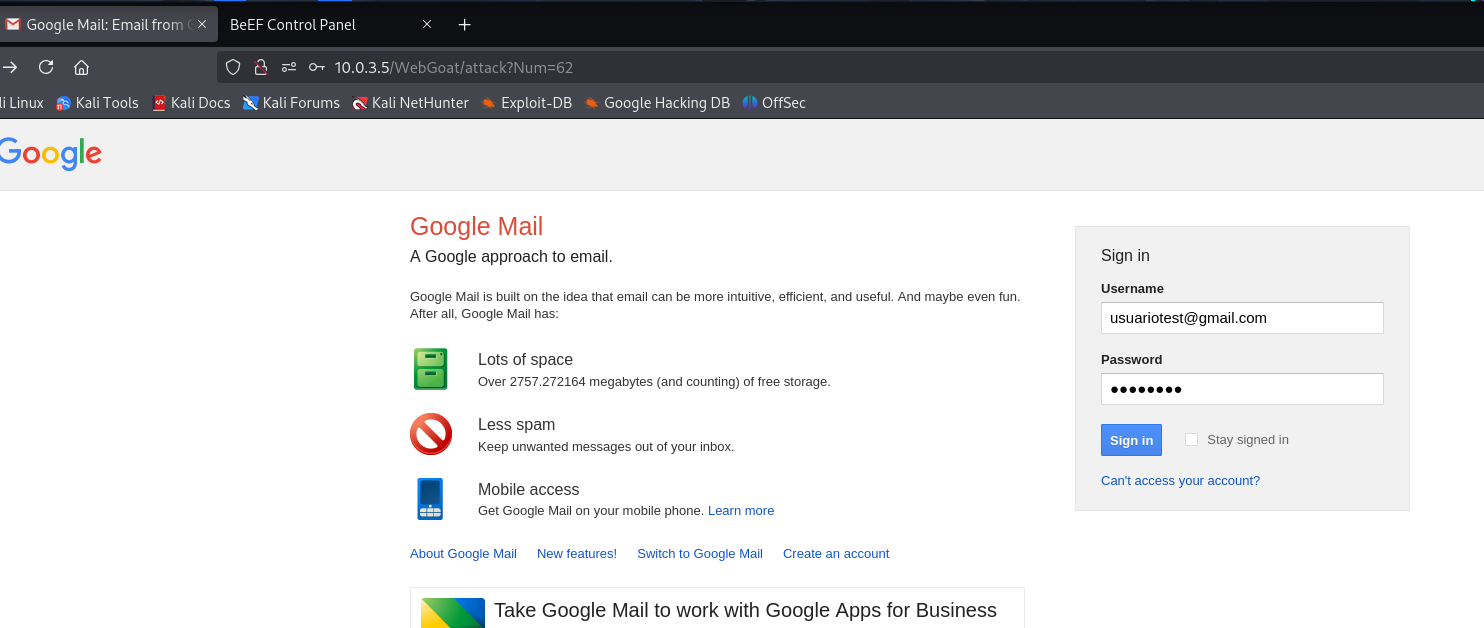 Google Mail: Email from G
BeEF Control Panel
10.0.3.5/WebGoat/attack?Num=62
li Linux Kali Tools Kali Docs Kali Forums Kali NetHunter Exploit-DB Google Hacking DB OffSec
Google
Google Mail
A Google approach to email.
Google Mail is built on the idea that email can be more intuitive, efficient, and useful. And maybe even fun.
After all, Google Mail has:
Lots of space
Over 2757.272164 megabytes (and counting) of free storage.
Less spam
Keep unwanted messages out of your inbox.
Mobile access
Get Google Mail on your mobile phone. Learn more
About Google Mail New features! Switch to Google Mail Create an account
Take Google Mail to work with Google Apps for Business
Sign in
Username
usuariotest@gmail.com
Password
●●●●●●●●
Sign in Stay signed in
Can't access your account?